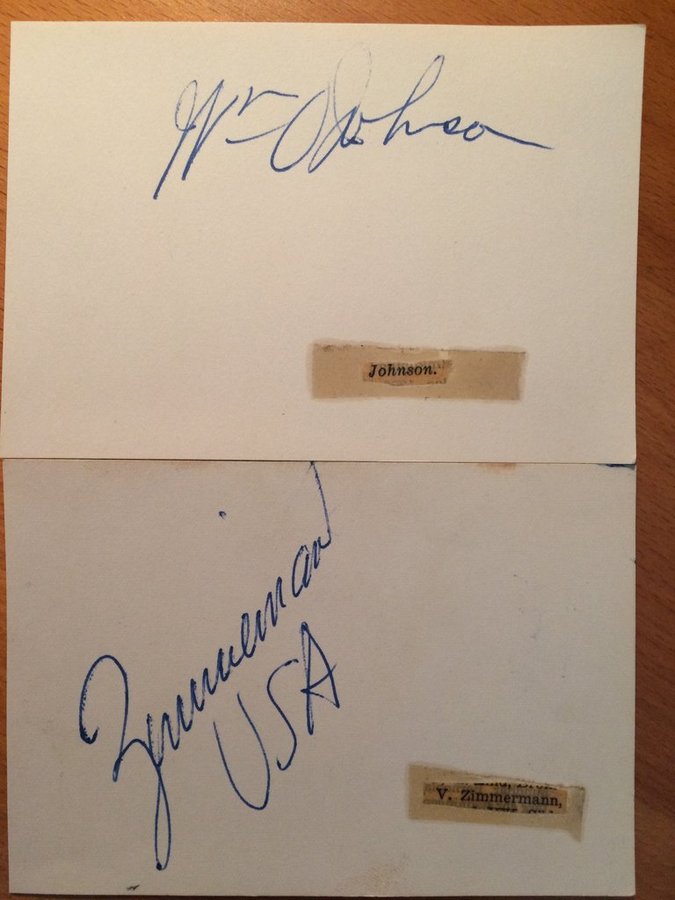 Wm Johnson
Johnson.
Zimmerman
USA
V. Zimmermann,